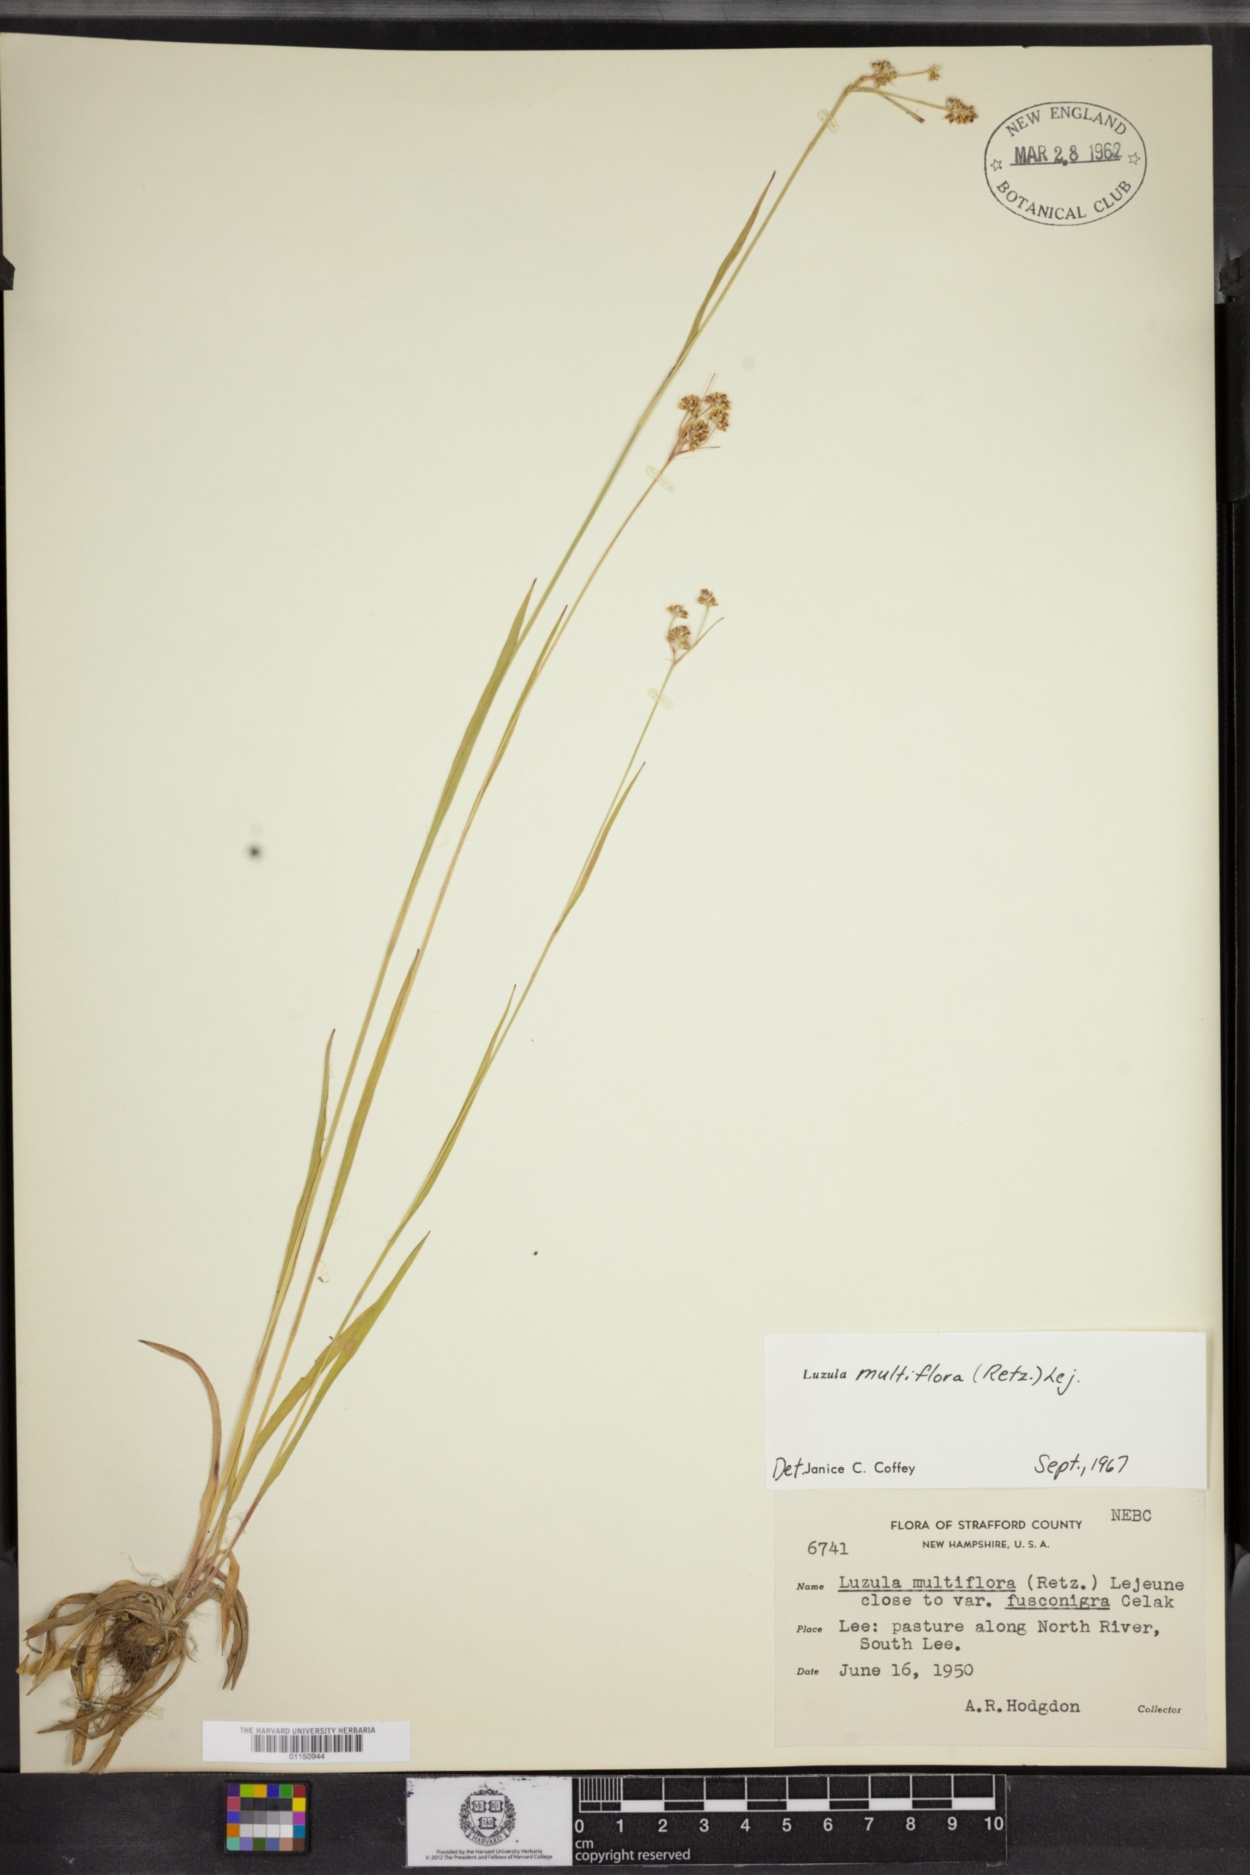 NEW ENGLAND
MAR 28 1962
BOTANICAL CLUB
Luzula multiflora (Retz.) Lej.
Det. Janice C. Coffey Sept., 1967
NEBC
FLORA OF STRAFFORD COUNTY
NEW HAMPSHIRE, U. S. A.
6741
Name Luzula multiflora (Retz.) Lejeune
close to var. fusconigra Celak
Place Lee: pasture along North River,
South Lee.
Date June 16, 1950
A.R.Hodgdon Collector
THE HARVARD UNIVERSITY HERBARIA
01150944
HARVARD
Provided by the Harvard University Herbaria
© 2012 The President and Fellows of Harvard College
0 1 2 3 4 5 6 7 8 9 10
cm
copyright reserved